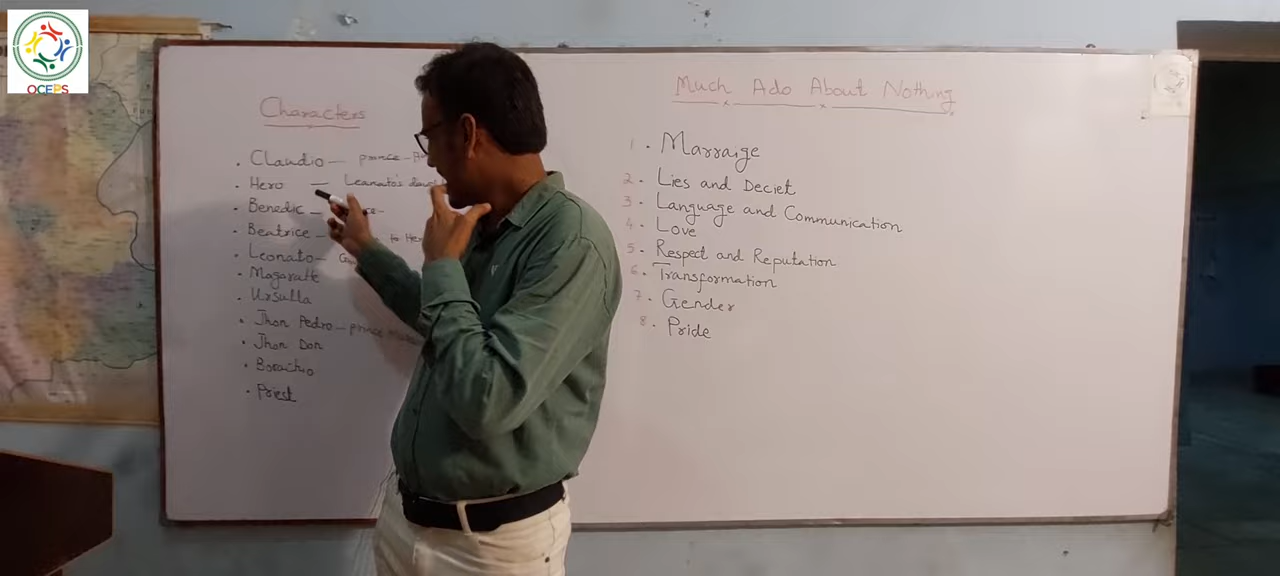 OCEPS
Characters
. Claudio — prince -
. Hero — Leanato's
. Benedic —
. Beatrice — to
. Leonato —
. Magaratte
. Ursulla
. Jhon Pedro — prince
. Jhon Don
. Borachio
. Priest
Much Ado About Nothing
1. Marraige
2. Lies and Deciet
3. Language and Communication
4. Love
5. Respect and Reputation
6. Transformation
7. Gender
8. Pride